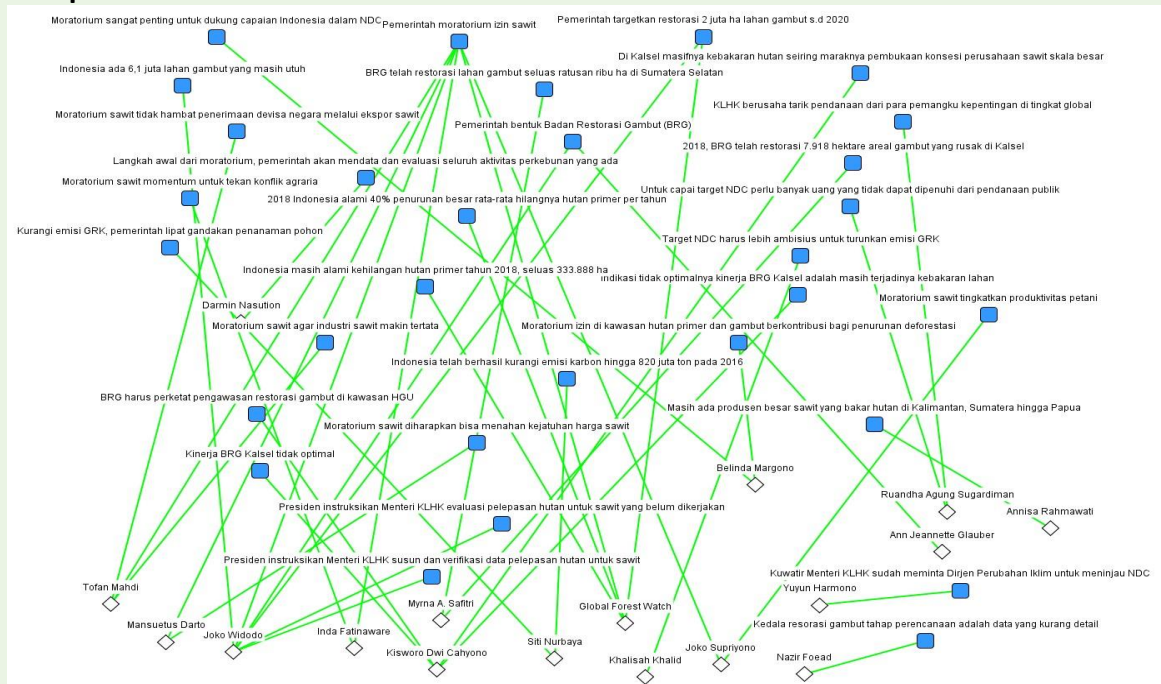 Moratorium sangat penting untuk dukung capaian Indonesia dalam NDC
Pemerintah moratorium izin sawit
Pemerintah targetkan restorasi 2 juta ha lahan gambut s.d 2020
Di Kalsel masifnya kebakaran hutan seiring maraknya pembukaan konsesi perusahaan sawit skala besar
Indonesia ada 6,1 juta lahan gambut yang masih utuh
BRG telah restorasi lahan gambut seluas ratusan ribu ha di Sumatera Selatan
KLHK berusaha tarik pendanaan dari para pemangku kepentingan di tingkat global
Moratorium sawit tidak hambat penerimaan devisa negara melalui ekspor sawit
Pemerintah bentuk Badan Restorasi Gambut (BRG)
2018, BRG telah restorasi 7.918 hektare areal gambut yang rusak di Kalsel
Langkah awal dari moratorium, pemerintah akan mendata dan evaluasi seluruh aktivitas perkebunan yang ada
Moratorium sawit momentum untuk tekan konflik agraria
Untuk capai target NDC perlu banyak uang yang tidak dapat dipenuhi dari pendanaan publik
2018 Indonesia alami 40% penurunan besar rata-rata hilangnya hutan primer per tahun
Kurangi emisi GRK, pemerintah lipat gandakan penanaman pohon
Target NDC harus lebih ambisius untuk turunkan emisi GRK
Indonesia masih alami kehilangan hutan primer tahun 2018, seluas 333.888 ha
indikasi tidak optimalnya kinerja BRG Kalsel adalah masih terjadinya kebakaran lahan
Moratorium sawit tingkatkan produktivitas petani
Darmin Nasution
Moratorium sawit agar industri sawit makin tertata
Moratorium izin di kawasan hutan primer dan gambut berkontribusi bagi penurunan deforestasi
Indonesia telah berhasil kurangi emisi karbon hingga 820 juta ton pada 2016
BRG harus perketat pengawasan restorasi gambut di kawasan HGU
Masih ada produsen besar sawit yang bakar hutan di Kalimantan, Sumatera hingga Papua
Moratorium sawit diharapkan bisa menahan kejatuhan harga sawit
Kinerja BRG Kalsel tidak optimal
Belinda Margono
Ruandha Agung Sugardiman
Presiden instruksikan Menteri KLHK evaluasi pelepasan hutan untuk sawit yang belum dikerjakan
Annisa Rahmawati
Ann Jeannette Glauber
Presiden instruksikan Menteri KLHK susun dan verifikasi data pelepasan hutan untuk sawit
Kuwatir Menteri KLHK sudah meminta Dirjen Perubahan Iklim untuk meninjau NDC
Tofan Mahdi
Yuyun Harmono
Myrna A. Safitri
Global Forest Watch
Mansuetus Darto
Kedala resorasi gambut tahap perencanaan adalah data yang kurang detail
Joko Widodo
Inda Fatinaware
Siti Nurbaya
Kisworo Dwi Cahyono
Khalisah Khalid
Joko Supriyono
Nazir Foead